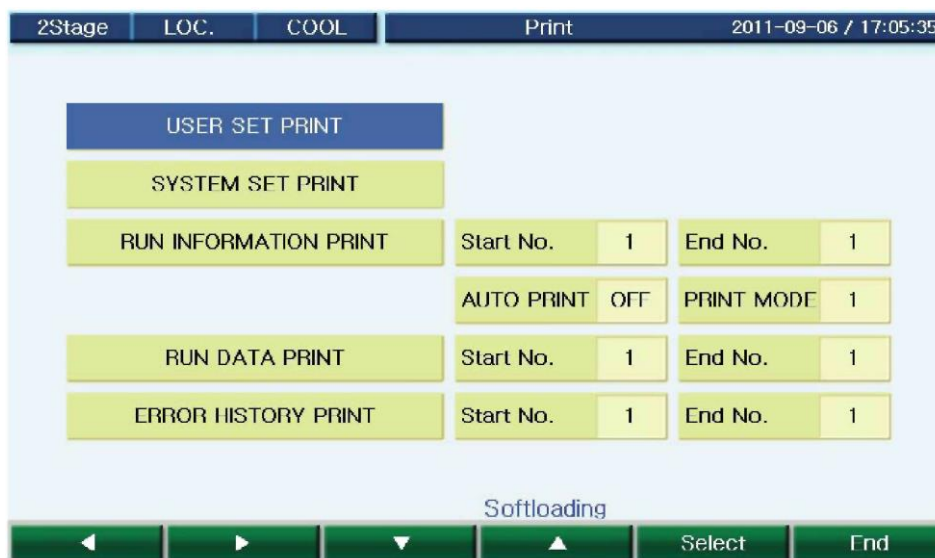 2Stage LOC. COOL Print 2011-09-06 / 17:05:35
USER SET PRINT
SYSTEM SET PRINT
RUN INFORMATION PRINT Start No. 1 End No. 1
AUTO PRINT OFF PRINT MODE 1
RUN DATA PRINT Start No. 1 End No. 1
ERROR HISTORY PRINT Start No. 1 End No. 1
Softloading
◀ ▶ ▼ ▲ Select End